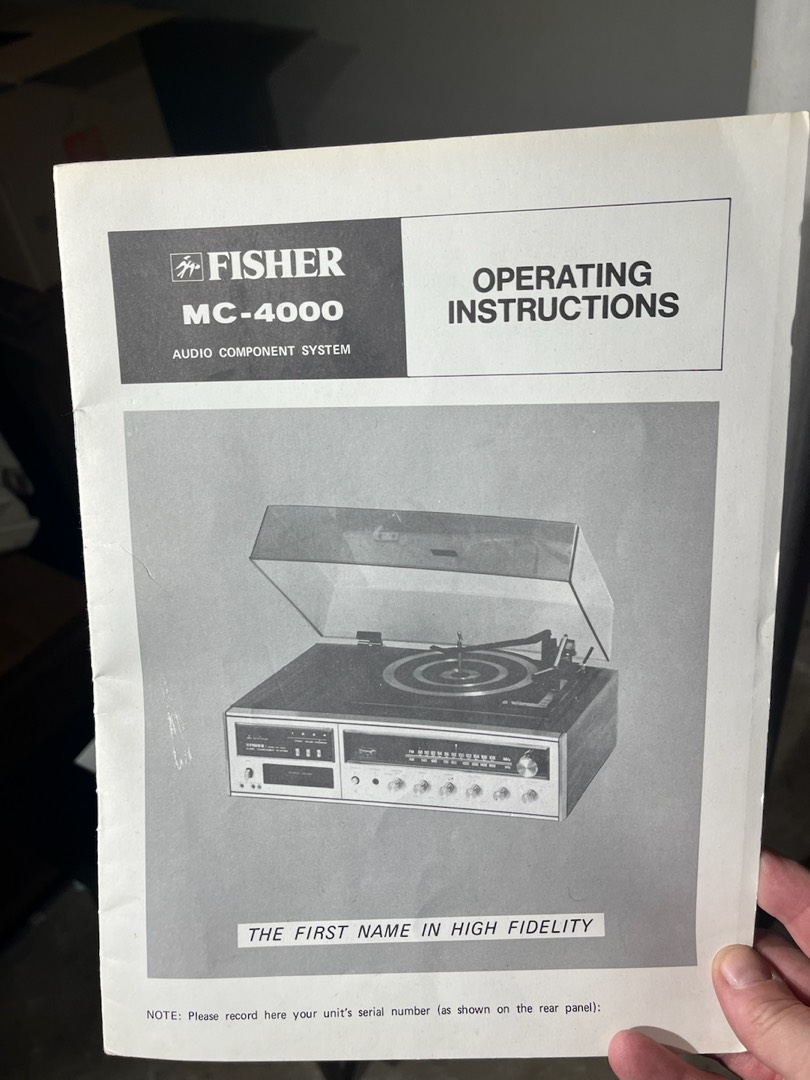 FISHER
MC-4000
AUDIO COMPONENT SYSTEM
OPERATING
INSTRUCTIONS
THE FIRST NAME IN HIGH FIDELITY
NOTE: Please record here your unit's serial number (as shown on the rear panel):